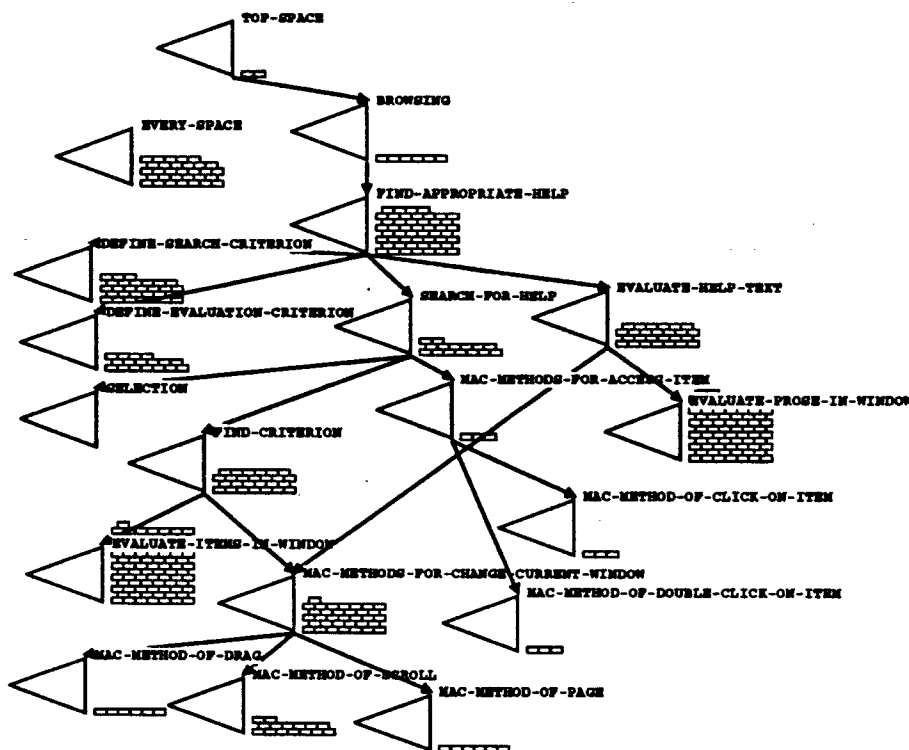 TOP-SPACE
BROWSING
EVERY-SPACE
FIND-APPROPRIATE-HELP
DEFINE-SEARCH-CRITERION
EVALUATE-HELP-TEXT
SEARCH-FOR-HELP
DEFINE-EVALUATION-CRITERION
MAC-METHODS-FOR-ACCESS-ITEM
SELECTION
EVALUATE-PROSE-IN-WINDOW
FIND-CRITERION
MAC-METHOD-OF-CLICK-ON-ITEM
EVALUATE-ITEMS-IN-WINDOW
MAC-METHODS-FOR-CHANGE-CURRENT-WINDOW
MAC-METHOD-OF-DOUBLE-CLICK-ON-ITEM
MAC-METHOD-OF-DRAG
MAC-METHOD-OF-SCROLL
MAC-METHOD-OF-PAGE